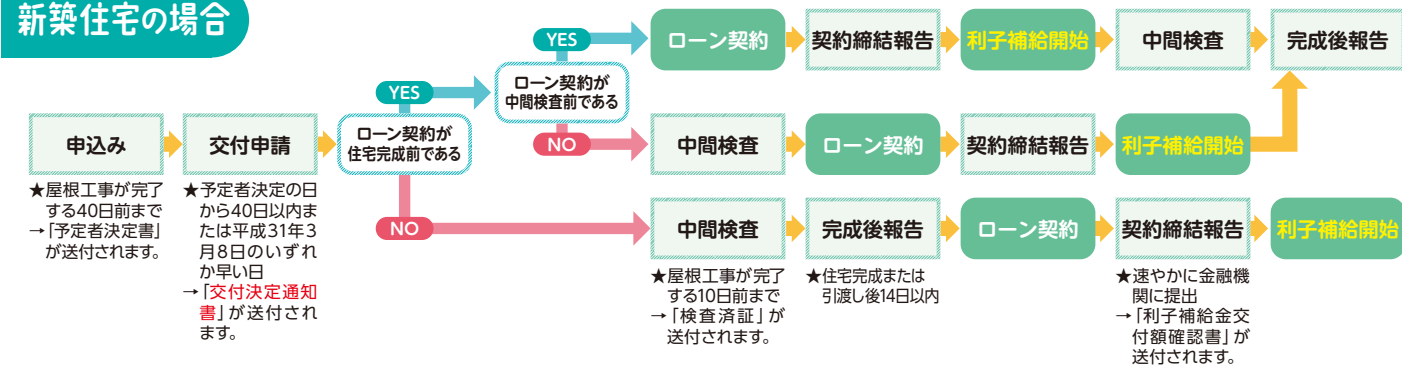 新築住宅の場合
YES
ローン契約
契約締結報告
利子補給開始
中間検査
完成後報告
YES
ローン契約が
中間検査前である
申込み
交付申請
ローン契約が
住宅完成前である
NO
中間検査
ローン契約
契約締結報告
利子補給開始
★屋根工事が完了
する40日前まで
→「予定者決定書」
が送付されます。
★予定者決定の日
から40日以内ま
たは平成31年3
月8日のいずれ
か早い日
→「交付決定通知
書」が送付され
ます。
NO
中間検査
完成後報告
ローン契約
契約締結報告
利子補給開始
★屋根工事が完了
する10日前まで
→「検査済証」が
送付されます。
★住宅完成または
引渡し後14日以内
★速やかに金融機
関に提出
→「利子補給金交
付額確認書」が
送付されます。